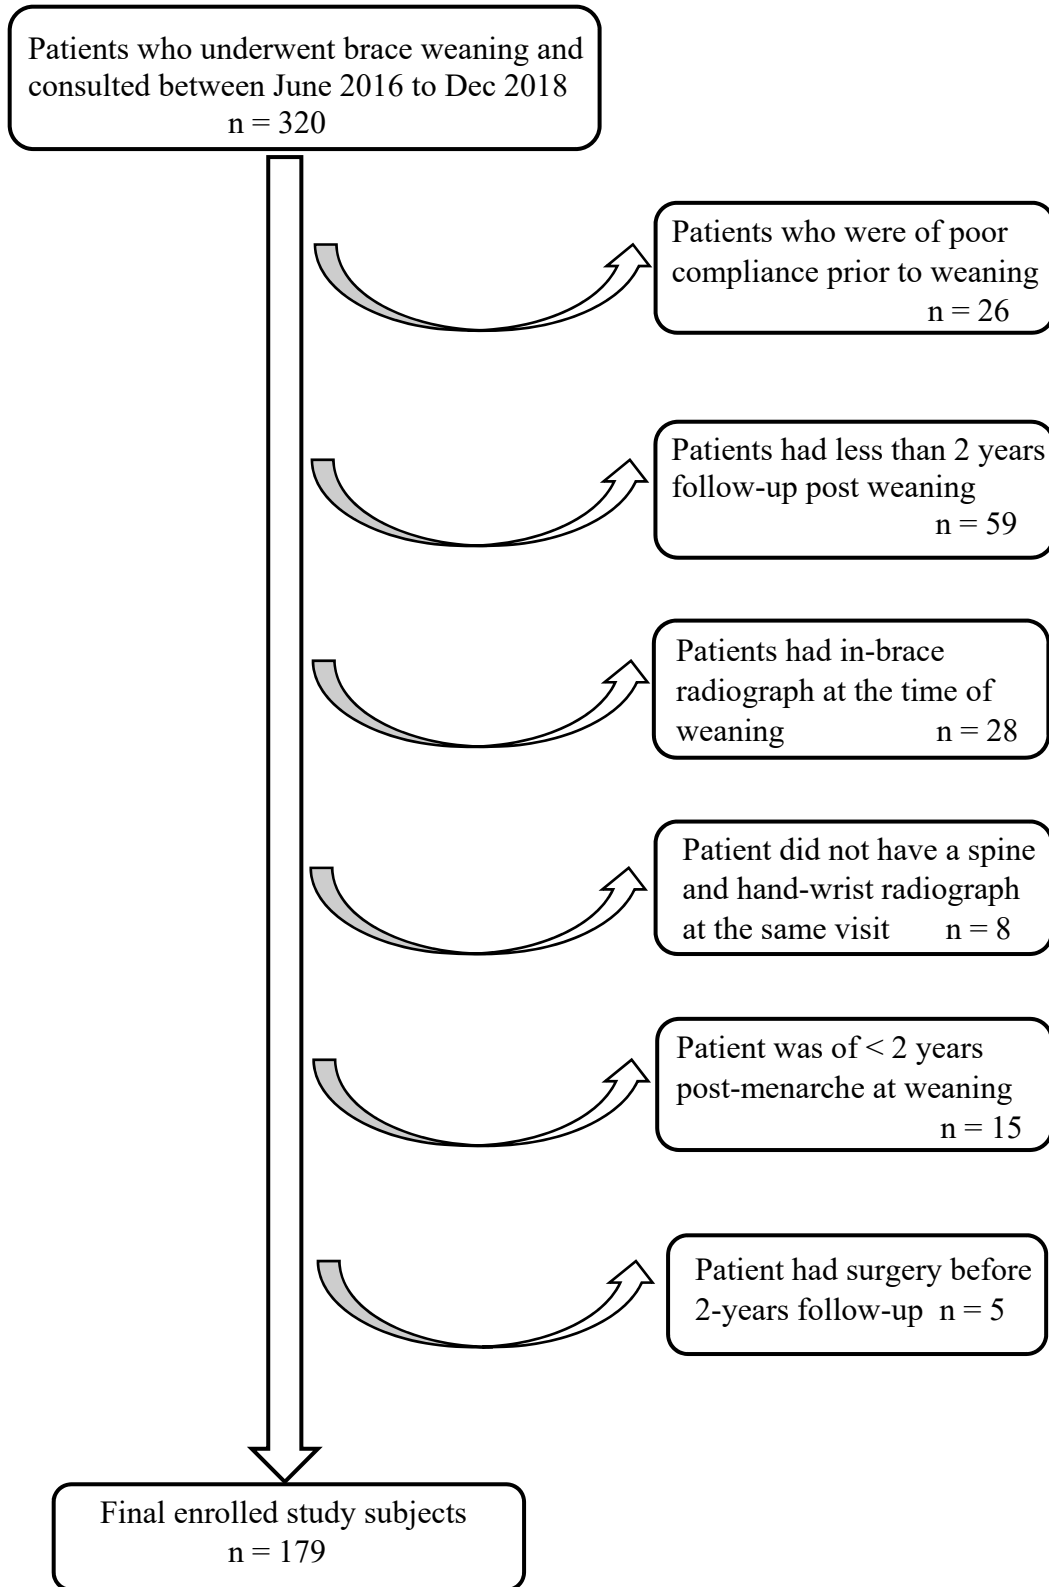 Patients who underwent brace weaning and
consulted between June 2016 to Dec 2018
n = 320
Patients who were of poor
compliance prior to weaning
n = 26
Patients had less than 2 years
follow-up post weaning
n = 59
Patients had in-brace
radiograph at the time of
weaning n = 28
Patient did not have a spine
and hand-wrist radiograph
at the same visit n = 8
Patient was of < 2 years
post-menarche at weaning
n = 15
Patient had surgery before
2-years follow-up n = 5
Final enrolled study subjects
n = 179